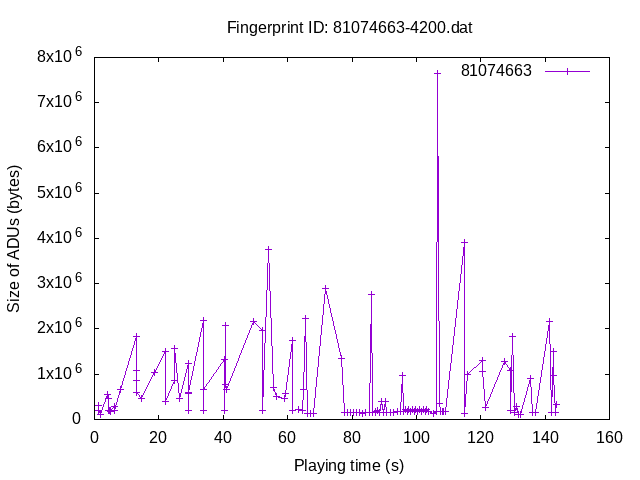 Fingerprint ID: 81074663-4200.dat
8x10^6
7x10^6
6x10^6
5x10^6
4x10^6
3x10^6
2x10^6
1x10^6
0
81074663
Size of ADUs (bytes)
0 20 40 60 80 100 120 140 160
Playing time (s)